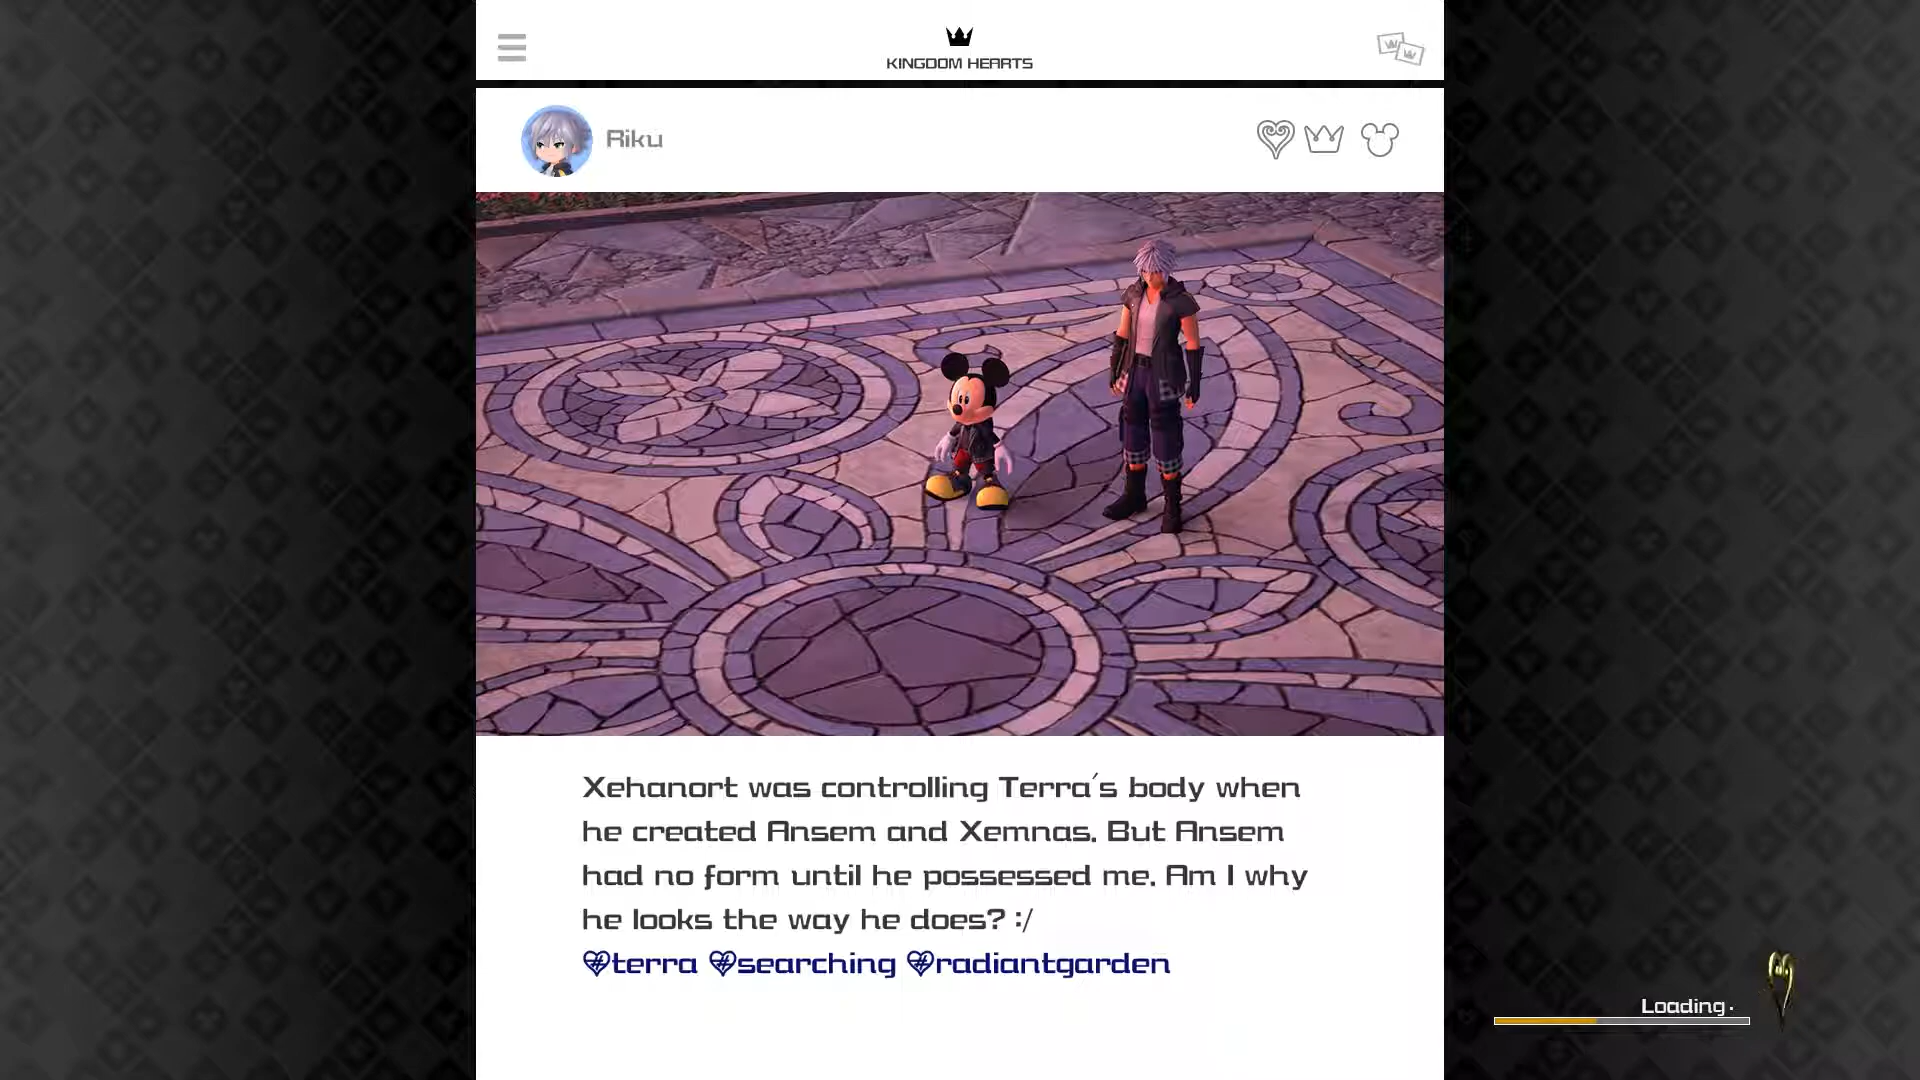 KINGDOM HEARTS
Riku
Xehanort was controlling Terra's body when
he created Ansem and Xemnas. But Ansem
had no form until he possessed me. Am I why
he looks the way he does? :/
#terra #searching #radiantgarden
Loading.